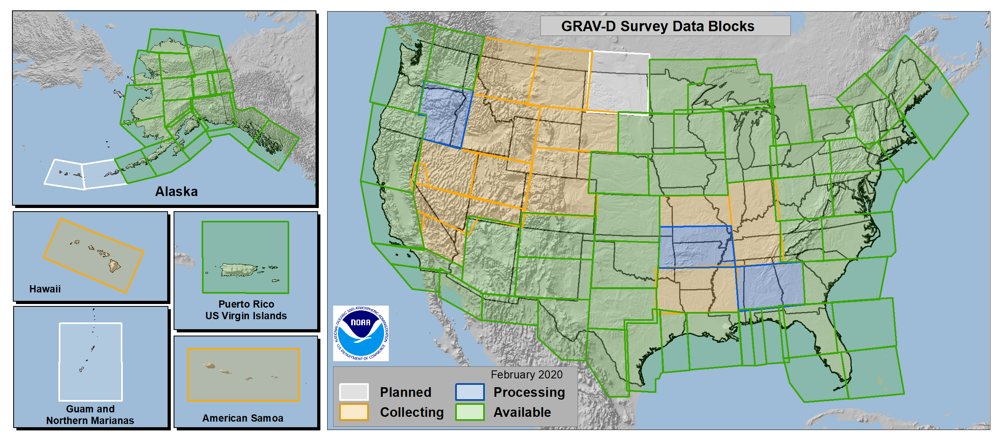 GRAV-D Survey Data Blocks
Alaska
Hawaii
Puerto Rico
US Virgin Islands
Guam and
Northern Marianas
American Samoa
NATIONAL OCEANIC AND ATMOSPHERIC ADMINISTRATION
NOAA
U.S. DEPARTMENT OF COMMERCE
February 2020
Planned
Processing
Collecting
Available